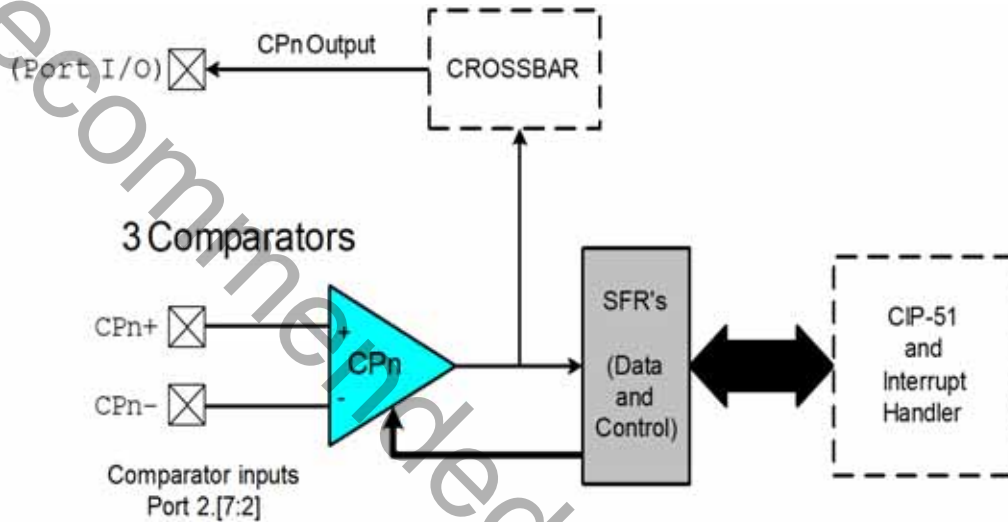 CPn Output
(Port I/O)
CROSSBAR
3 Comparators
CPn+
+
CPn
CPn-
-
Comparator inputs
Port 2.[7:2]
SFR's
(Data
and
Control)
CIP-51
and
Interrupt
Handler
ecommended